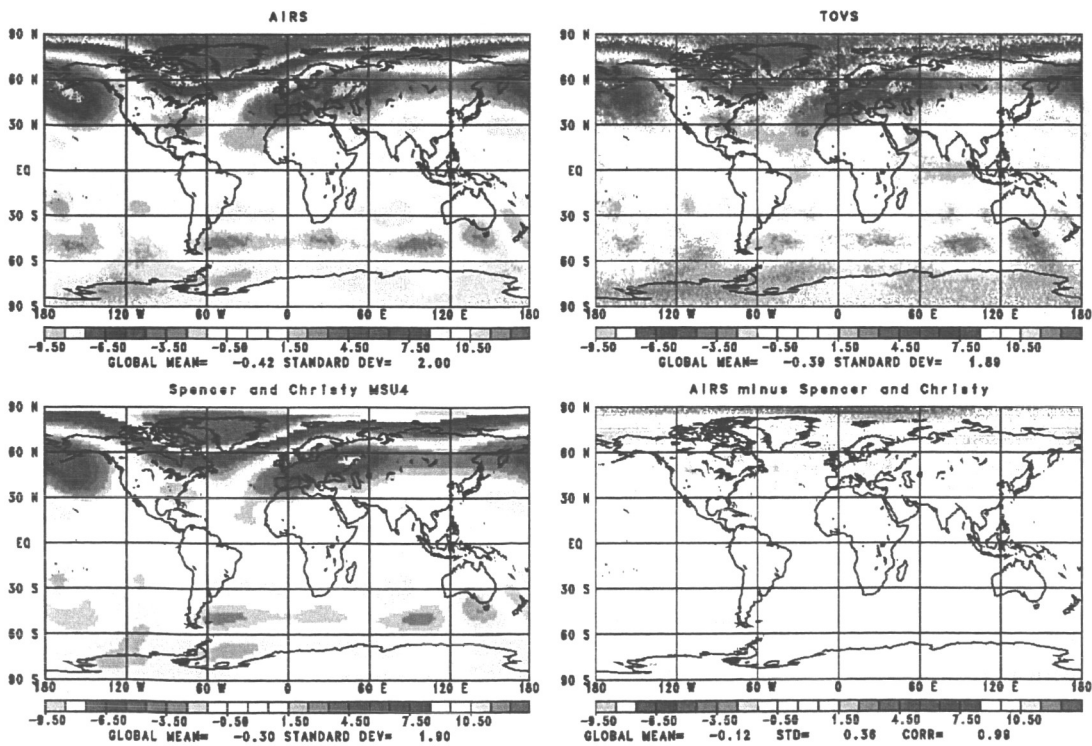 AIRS
90 N
60 N
30 N
EQ
30 S
60 S
90 S
180 120 W 60 W 0 60 E 120 E 180
-9.50 -6.50 -3.50 -0.50 1.50 4.50 7.50 10.50
GLOBAL MEAN= -0.42 STANDARD DEV= 2.00
TOVS
90 N
60 N
30 N
EQ
30 S
60 S
90 S
180 120 W 60 W 0 60 E 120 E 180
-9.50 -6.50 -3.50 -0.50 1.50 4.50 7.50 10.50
GLOBAL MEAN= -0.39 STANDARD DEV= 1.89
Spencer and Christy MSU4
90 N
60 N
30 N
EQ
30 S
60 S
90 S
180 120 W 60 W 0 60 E 120 E 180
-9.50 -6.50 -3.50 -0.50 1.50 4.50 7.50 10.50
GLOBAL MEAN= -0.30 STANDARD DEV= 1.90
AIRS minus Spencer and Christy
90 N
60 N
30 N
EQ
30 S
60 S
90 S
180 120 W 60 W 0 60 E 120 E 180
-9.50 -6.50 -3.50 -0.50 1.50 4.50 7.50 10.50
GLOBAL MEAN= -0.12 STD= 0.36 CORR= 0.99